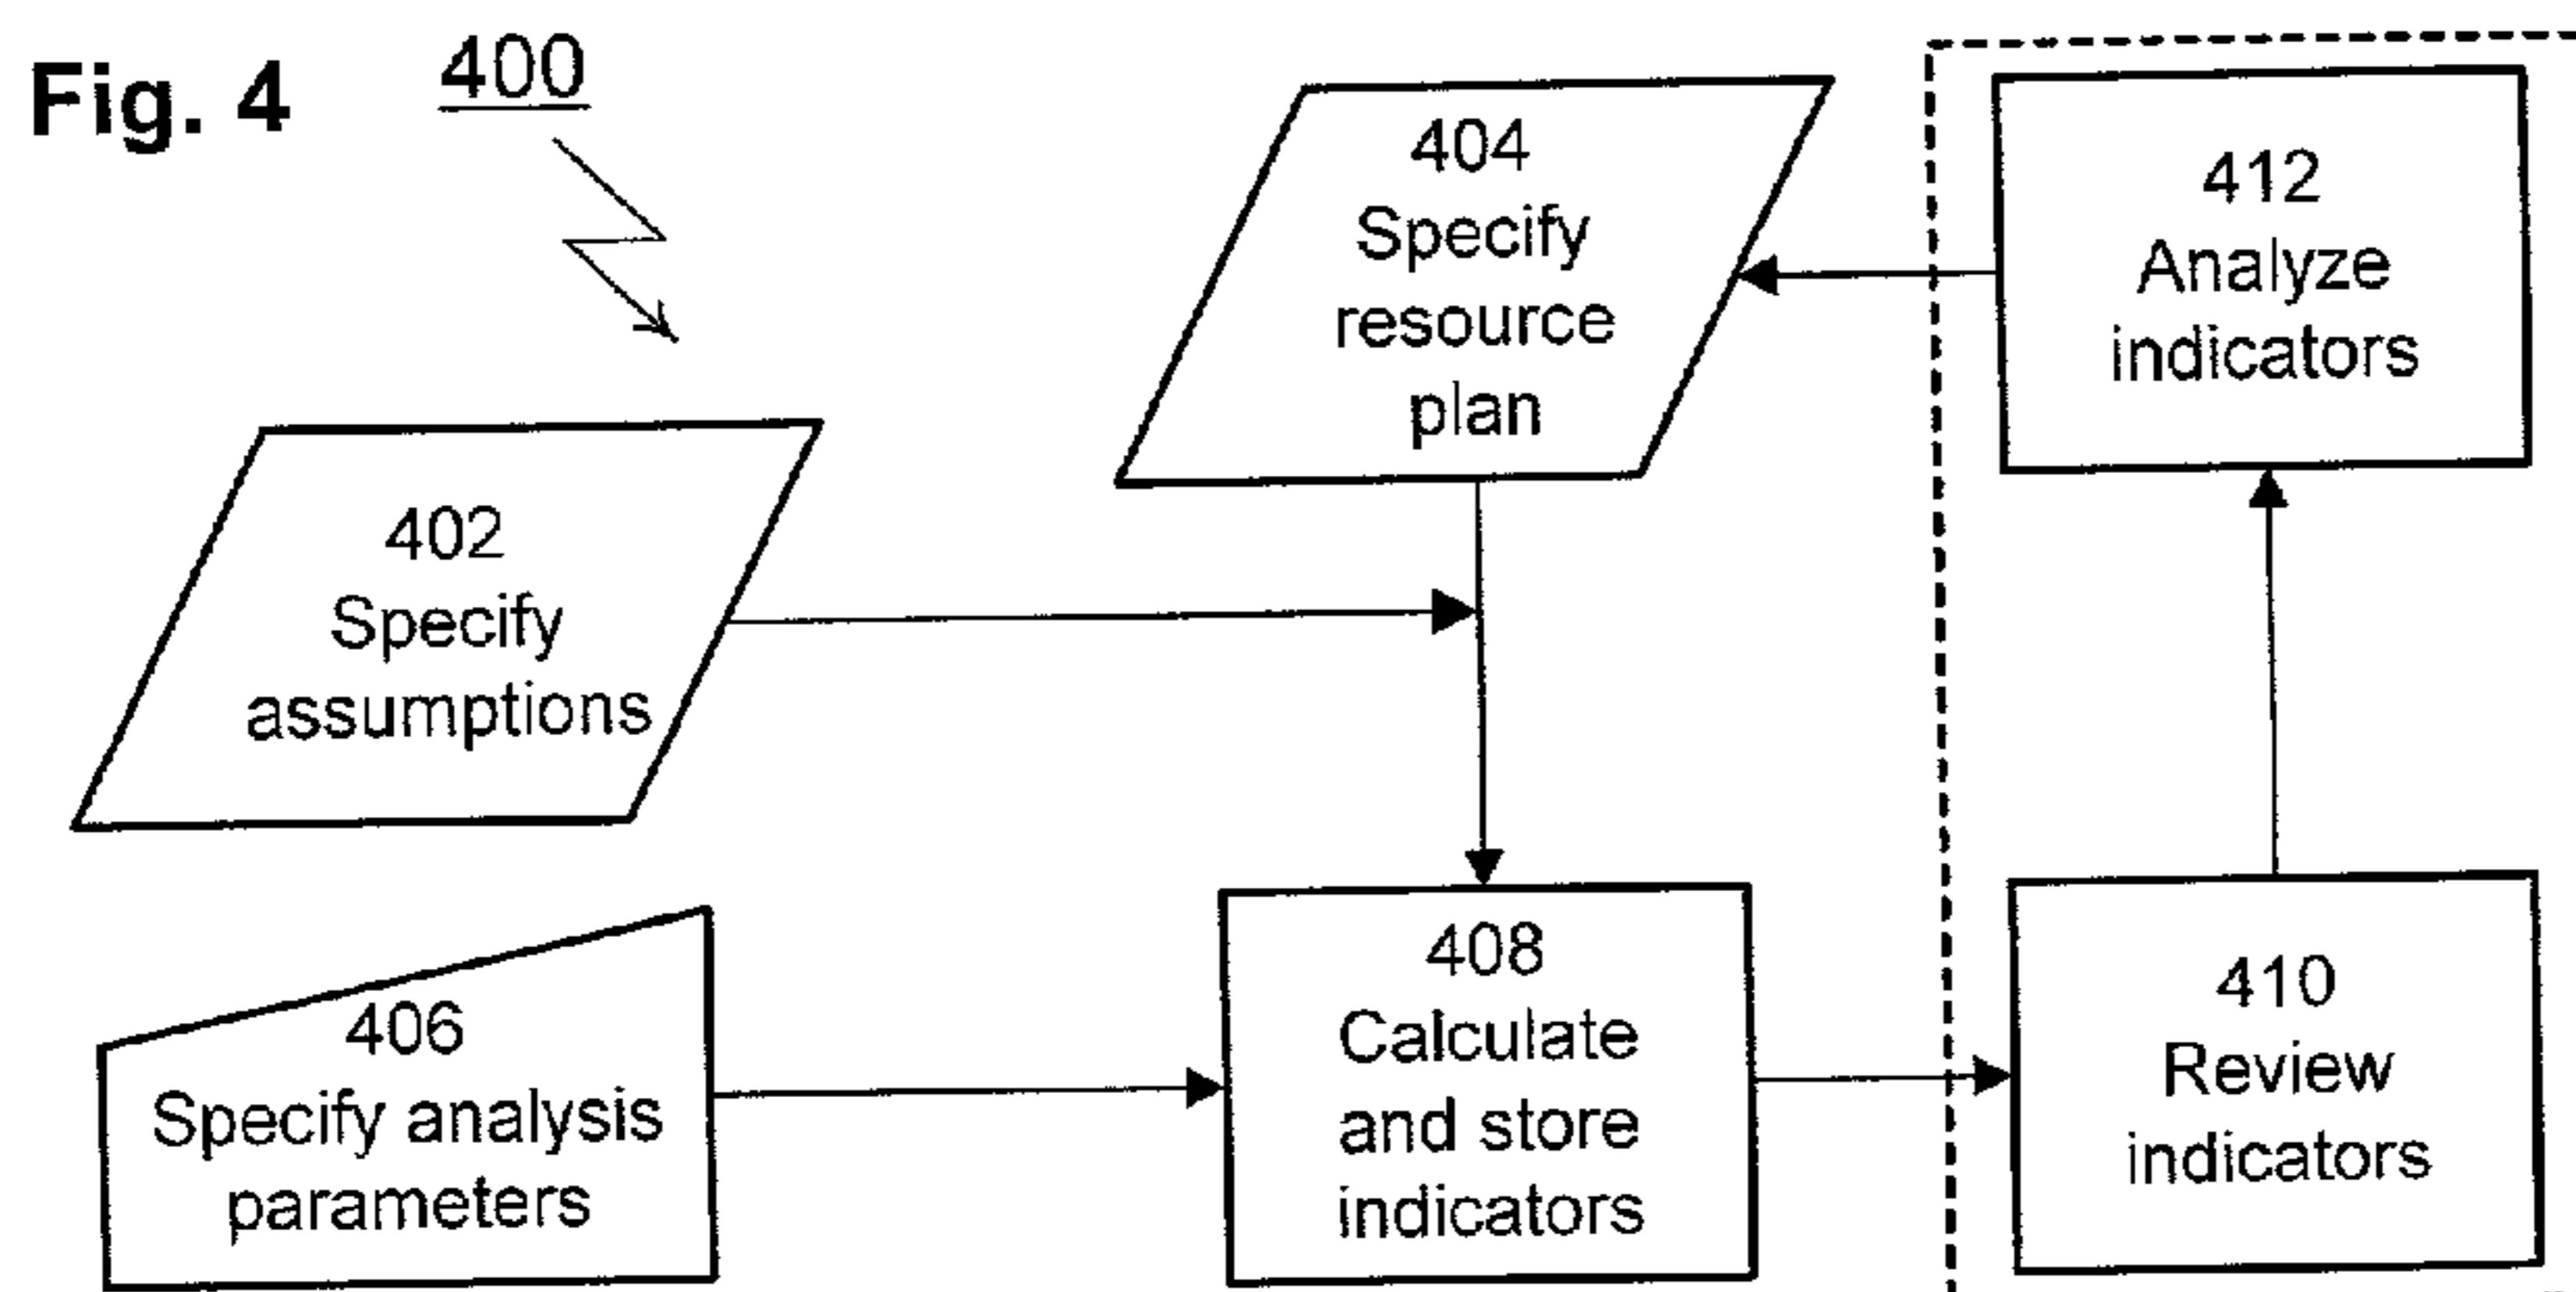 Fig. 4
400
404
Specify
resource
plan
412
Analyze
indicators
402
Specify
assumptions
406
Specify analysis
parameters
408
Calculate
and store
indicators
410
Review
indicators